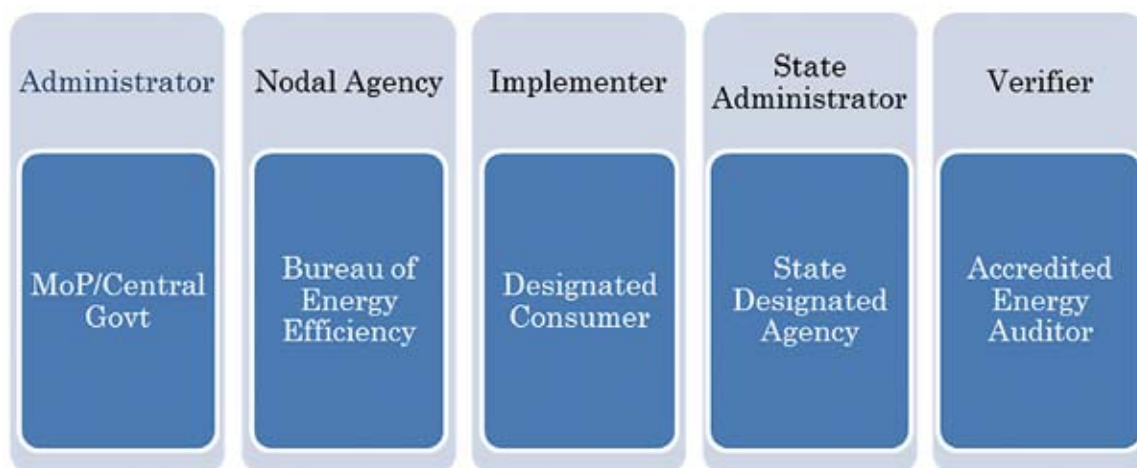 Administrator
MoP/Central
Govt
Nodal Agency
Bureau of
Energy
Efficiency
Implementer
Designated
Consumer
State
Administrator
State
Designated
Agency
Verifier
Accredited
Energy
Auditor